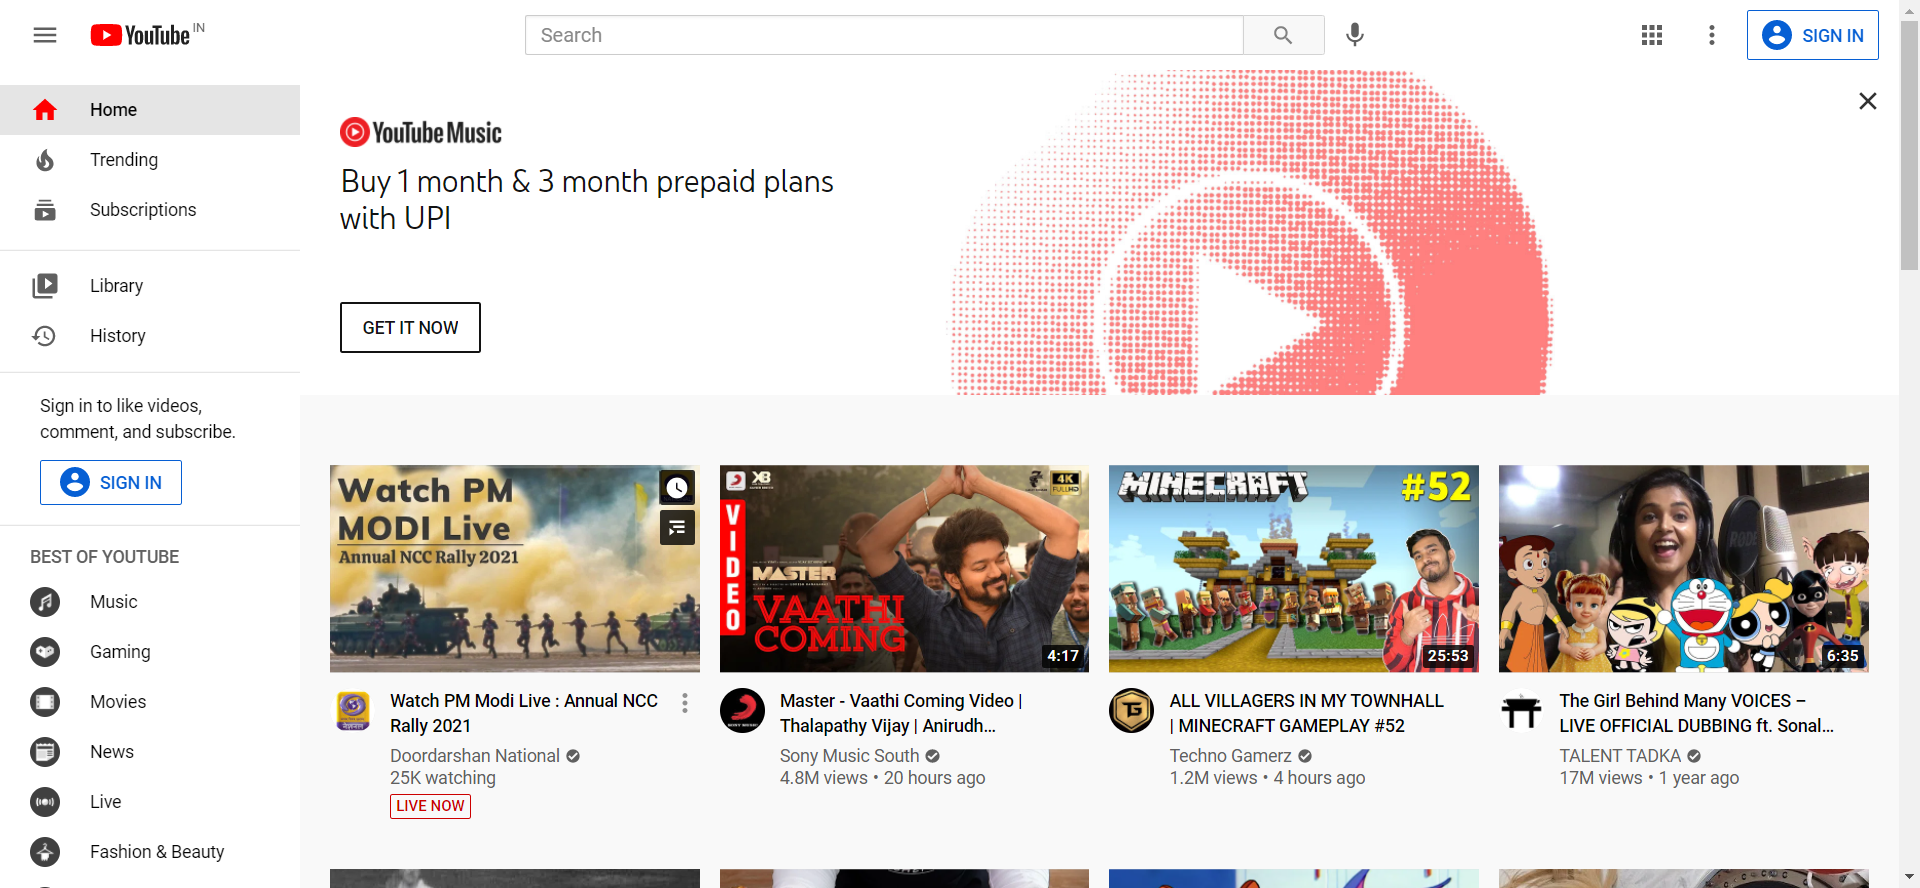 YouTube IN
Search
SIGN IN
Home
Trending
Subscriptions
Library
History
Sign in to like videos,
comment, and subscribe.
SIGN IN
BEST OF YOUTUBE
Music
Gaming
Movies
News
Live
Fashion & Beauty
YouTube Music
Buy 1 month & 3 month prepaid plans
with UPI
GET IT NOW
Watch PM
MODI Live
Annual NCC Rally 2021
Watch PM Modi Live : Annual NCC
Rally 2021
Doordarshan National
25K watching
LIVE NOW
XB
4K
FULL HD
VIDEO
MASTER
VAATHI
COMING
4:17
Master - Vaathi Coming Video |
Thalapathy Vijay | Anirudh...
Sony Music South
4.8M views • 20 hours ago
MINECRAFT
#52
25:53
TG
ALL VILLAGERS IN MY TOWNHALL
| MINECRAFT GAMEPLAY #52
Techno Gamerz
1.2M views • 4 hours ago
RODE
6:35
The Girl Behind Many VOICES –
LIVE OFFICIAL DUBBING ft. Sonal...
TALENT TADKA
17M views • 1 year ago